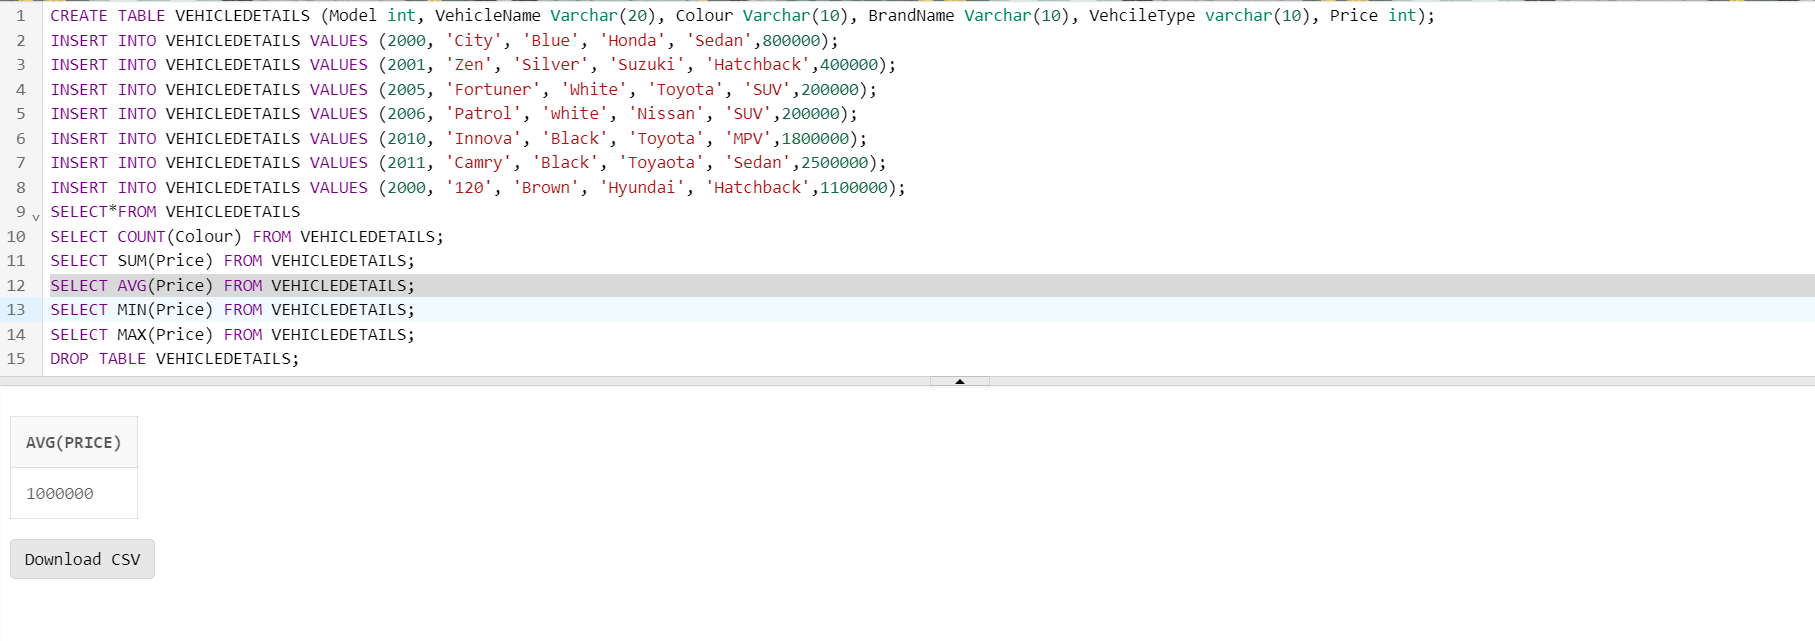 1 CREATE TABLE VEHICLEDETAILS (Model int, VehicleName Varchar(20), Colour Varchar(10), BrandName Varchar(10), VehcileType varchar(10), Price int);
2 INSERT INTO VEHICLEDETAILS VALUES (2000, 'City', 'Blue', 'Honda', 'Sedan',800000);
3 INSERT INTO VEHICLEDETAILS VALUES (2001, 'Zen', 'Silver', 'Suzuki', 'Hatchback',400000);
4 INSERT INTO VEHICLEDETAILS VALUES (2005, 'Fortuner', 'White', 'Toyota', 'SUV',200000);
5 INSERT INTO VEHICLEDETAILS VALUES (2006, 'Patrol', 'white', 'Nissan', 'SUV',200000);
6 INSERT INTO VEHICLEDETAILS VALUES (2010, 'Innova', 'Black', 'Toyota', 'MPV',1800000);
7 INSERT INTO VEHICLEDETAILS VALUES (2011, 'Camry', 'Black', 'Toyaota', 'Sedan',2500000);
8 INSERT INTO VEHICLEDETAILS VALUES (2000, '120', 'Brown', 'Hyundai', 'Hatchback',1100000);
9 SELECT*FROM VEHICLEDETAILS
10 SELECT COUNT(Colour) FROM VEHICLEDETAILS;
11 SELECT SUM(Price) FROM VEHICLEDETAILS;
12 SELECT AVG(Price) FROM VEHICLEDETAILS;
13 SELECT MIN(Price) FROM VEHICLEDETAILS;
14 SELECT MAX(Price) FROM VEHICLEDETAILS;
15 DROP TABLE VEHICLEDETAILS;
AVG(PRICE)
1000000
Download CSV